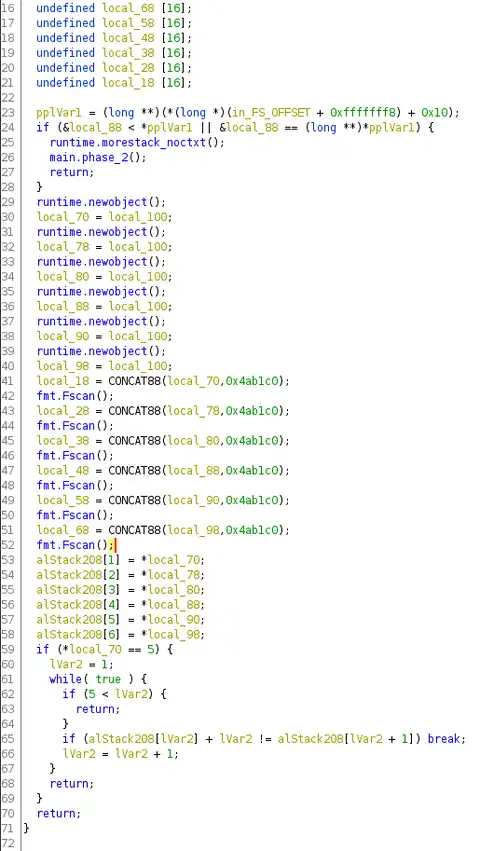 16 undefined local_68 [16];
17 undefined local_58 [16];
18 undefined local_48 [16];
19 undefined local_38 [16];
20 undefined local_28 [16];
21 undefined local_18 [16];
22
23 pplVar1 = (long **)(*(long *)(in_FS_OFFSET + 0xfffffff8) + 0x10);
24 if (&local_88 < *pplVar1 || &local_88 == (long **)*pplVar1) {
25 runtime.morestack_noctxt();
26 main.phase_2();
27 return;
28 }
29 runtime.newobject();
30 local_70 = local_100;
31 runtime.newobject();
32 local_78 = local_100;
33 runtime.newobject();
34 local_80 = local_100;
35 runtime.newobject();
36 local_88 = local_100;
37 runtime.newobject();
38 local_90 = local_100;
39 runtime.newobject();
40 local_98 = local_100;
41 local_18 = CONCAT88(local_70,0x4ab1c0);
42 fmt.Fscan();
43 local_28 = CONCAT88(local_78,0x4ab1c0);
44 fmt.Fscan();
45 local_38 = CONCAT88(local_80,0x4ab1c0);
46 fmt.Fscan();
47 local_48 = CONCAT88(local_88,0x4ab1c0);
48 fmt.Fscan();
49 local_58 = CONCAT88(local_90,0x4ab1c0);
50 fmt.Fscan();
51 local_68 = CONCAT88(local_98,0x4ab1c0);
52 fmt.Fscan();
53 alStack208[1] = *local_70;
54 alStack208[2] = *local_78;
55 alStack208[3] = *local_80;
56 alStack208[4] = *local_88;
57 alStack208[5] = *local_90;
58 alStack208[6] = *local_98;
59 if (*local_70 == 5) {
60 lVar2 = 1;
61 while( true ) {
62 if (5 < lVar2) {
63 return;
64 }
65 if (alStack208[lVar2] + lVar2 != alStack208[lVar2 + 1]) break;
66 lVar2 = lVar2 + 1;
67 }
68 return;
69 }
70 return;
71 }
72